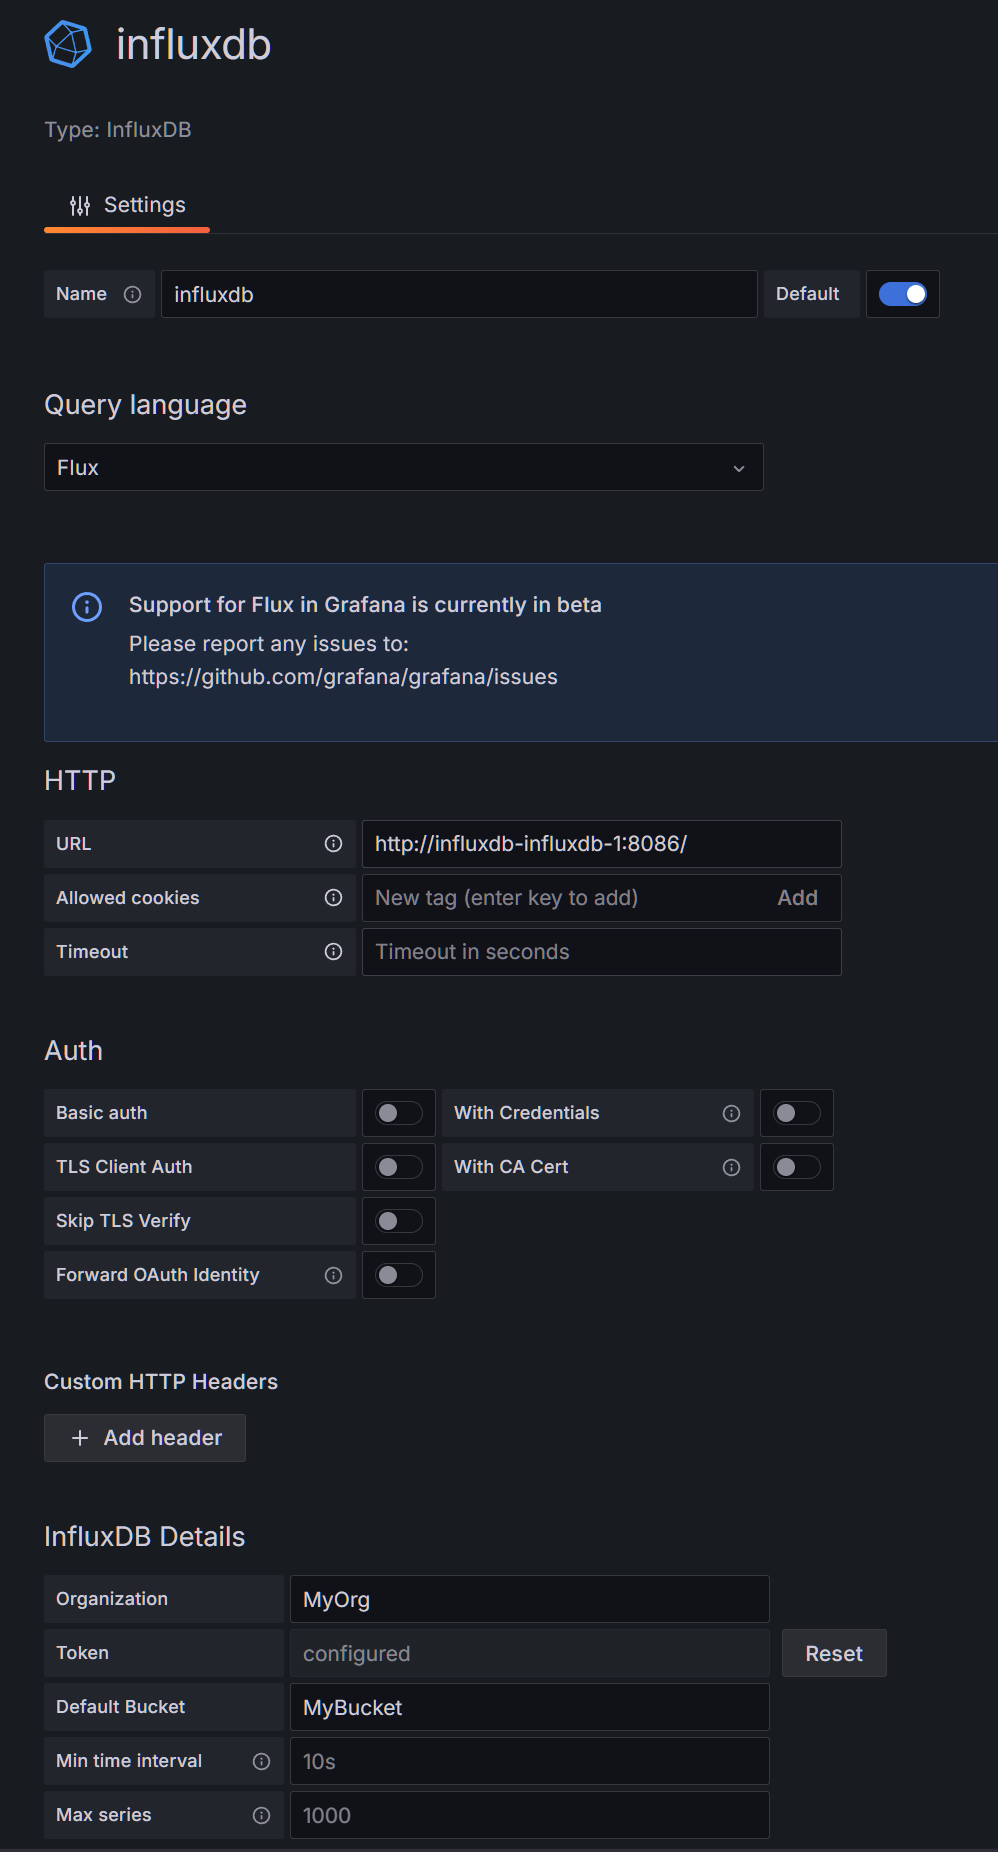 influxdb
Type: InfluxDB
Settings
Name influxdb Default
Query language
Flux
Support for Flux in Grafana is currently in beta
Please report any issues to:
https://github.com/grafana/grafana/issues
HTTP
URL http://influxdb-influxdb-1:8086/
Allowed cookies New tag (enter key to add) Add
Timeout Timeout in seconds
Auth
Basic auth With Credentials
TLS Client Auth With CA Cert
Skip TLS Verify
Forward OAuth Identity
Custom HTTP Headers
Add header
InfluxDB Details
Organization MyOrg
Token configured Reset
Default Bucket MyBucket
Min time interval 10s
Max series 1000